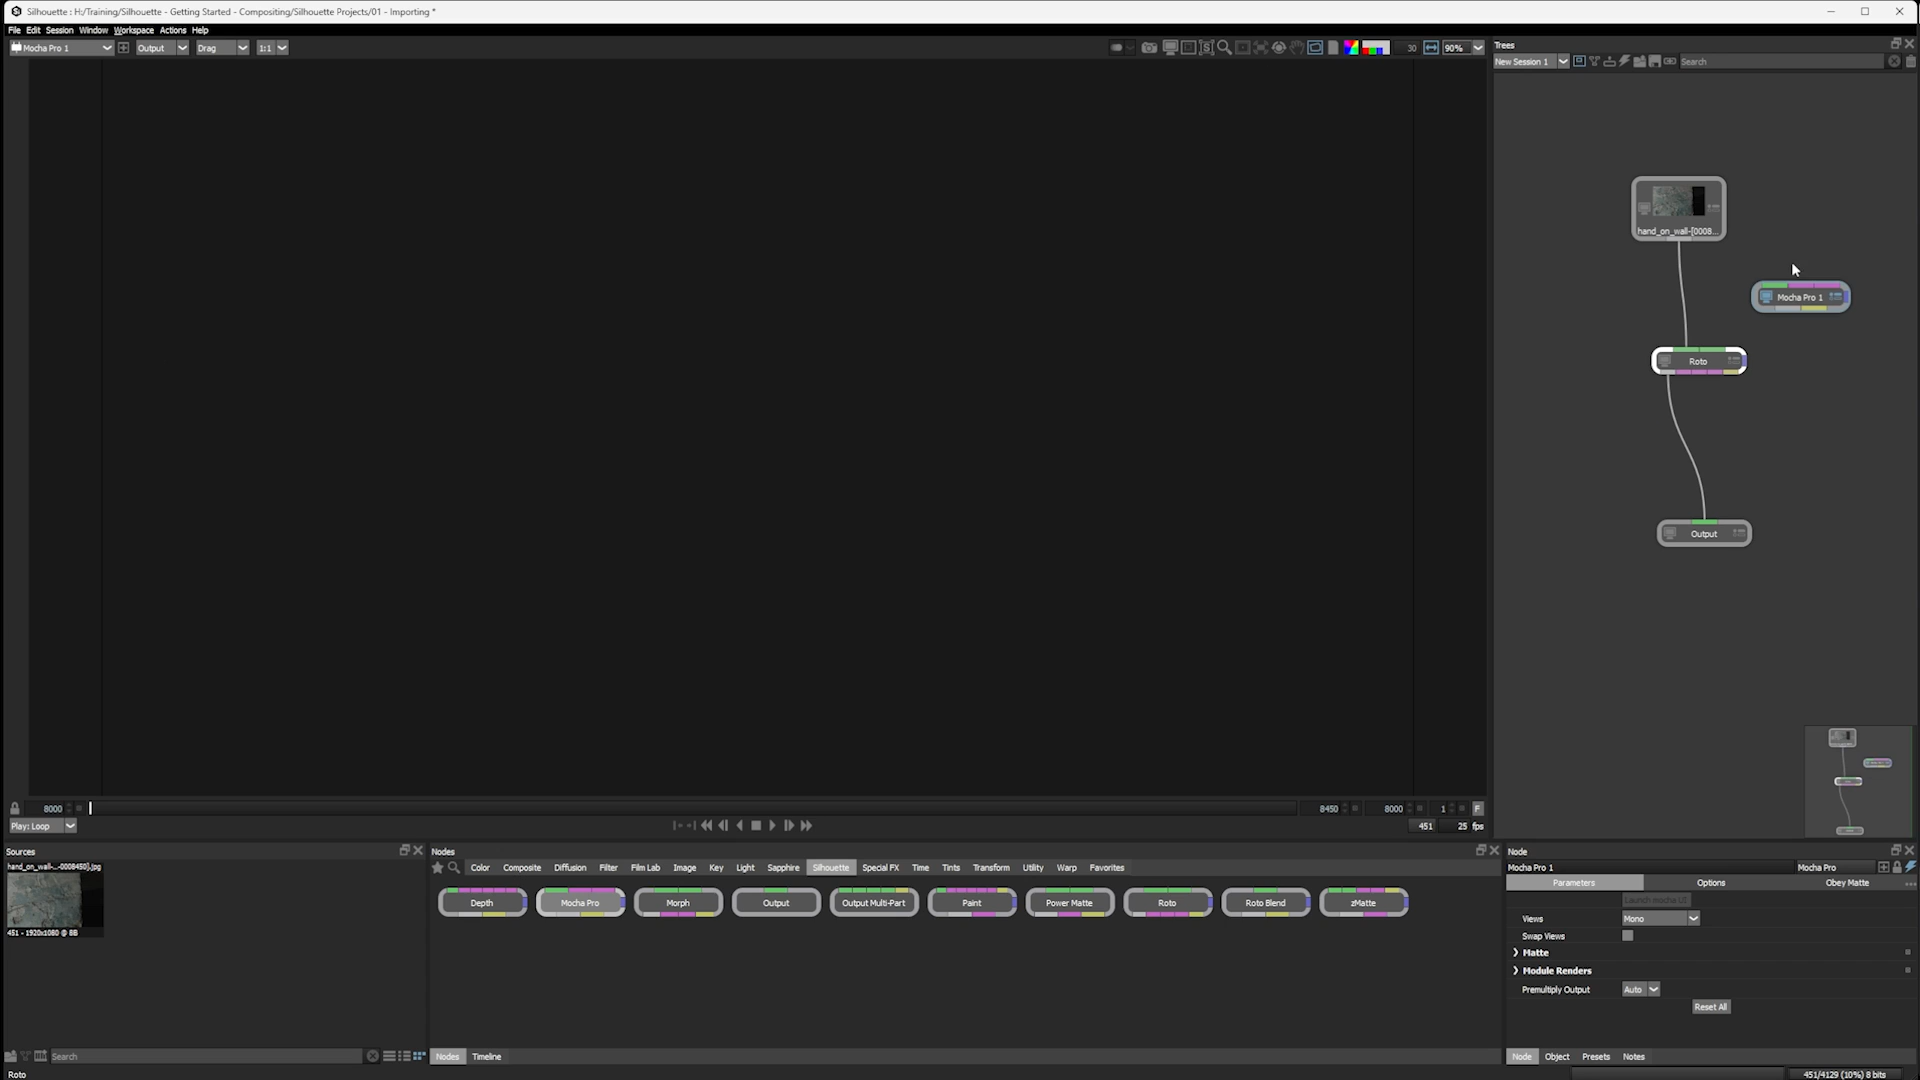 Silhouette : H:/Training/Silhouette - Getting Started - Compositing/Silhouette Projects/01 - Importing *
File Edit Session Window Workspace Actions Help
Mocha Pro 1 Output Drag 1:1 30 90%
Trees
New Session 1 Search
hand_on_wall-[0008...
Mocha Pro 1
Roto
Output
8000 8450 8000 1 F
Play: Loop 451 25 fps
Sources
hand_on_wall-...-0008450].jpg
451 - 1920x1080 @ 8B
Search
Nodes
Color Composite Diffusion Filter Film Lab Image Key Light Sapphire Silhouette Special FX Time Tints Transform Utility Warp Favorites
Depth Mocha Pro Morph Output Output Multi-Part Paint Power Matte Roto Roto Blend zMatte
Nodes Timeline
Node
Mocha Pro 1 Mocha Pro
Parameters Options Obey Matte
Launch mocha UI
Views Mono
Swap Views
Matte
Module Renders
Premultiply Output Auto
Reset All
Node Object Presets Notes
Roto
451/4129 (10%) 8 bits